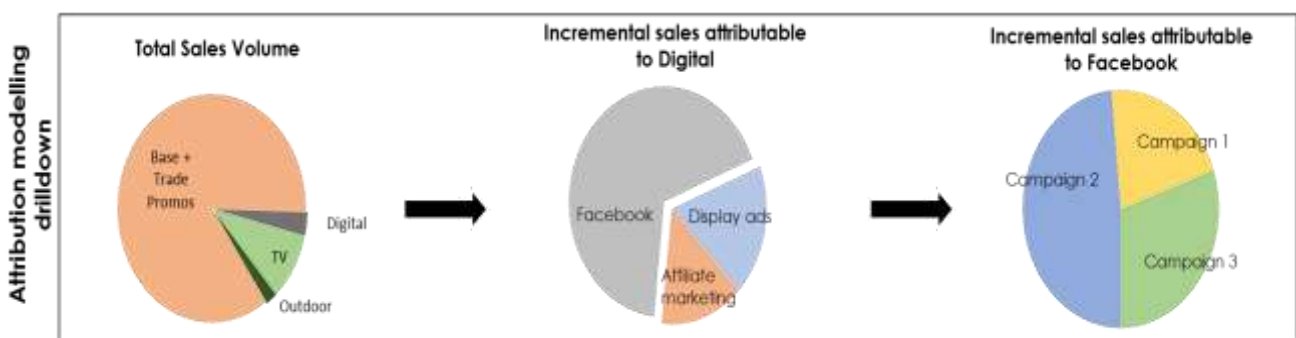 Attribution modelling
drilldown
Total Sales Volume
Base +
Trade
Promos
Digital
TV
Outdoor
Incremental sales attributable
to Digital
Facebook
Display ads
Affiliate
marketing
Incremental sales attributable
to Facebook
Campaign 1
Campaign 2
Campaign 3